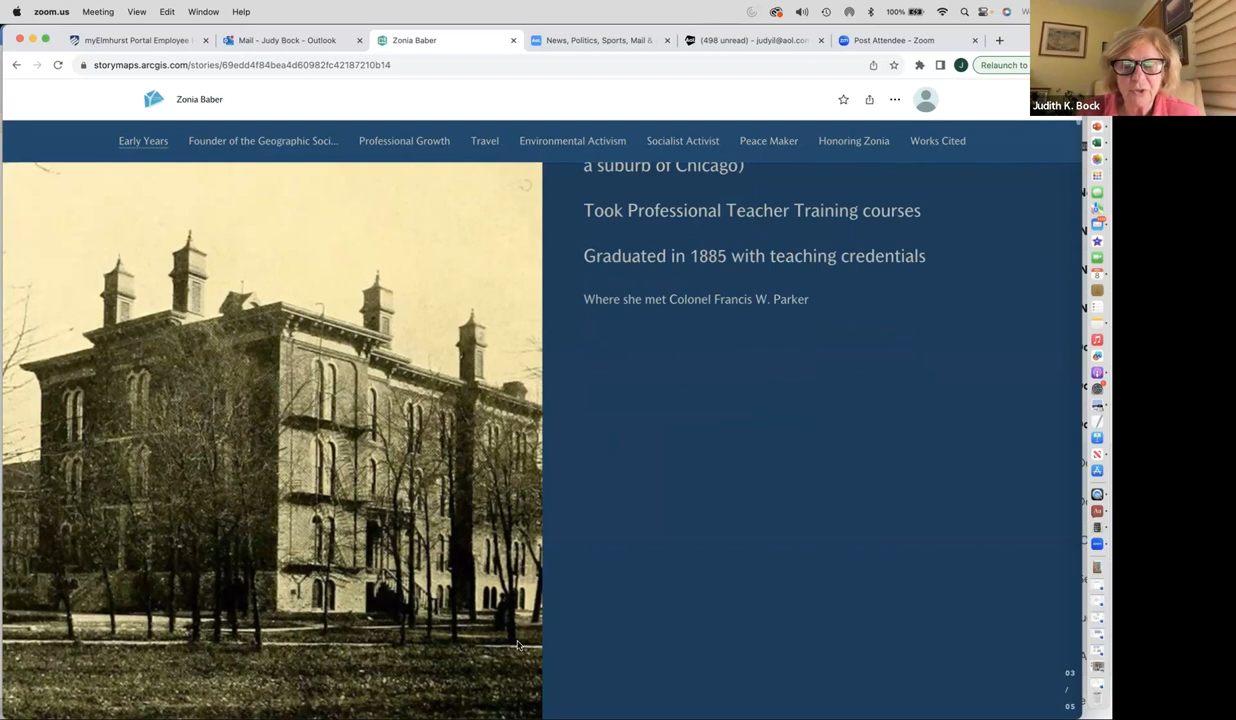 zoom.us Meeting View Edit Window Help
100%
myElmhurst Portal Employee
Mail - Judy Bock - Outlook
Zonia Baber
News, Politics, Sports, Mail &
(498 unread) - judyil@aol.co
Post Attendee - Zoom
storymaps.arcgis.com/stories/69edd4f84bea4d60982fc42187210b14
Relaunch to
Judith K. Bock
Zonia Baber
Early Years
Founder of the Geographic Soci...
Professional Growth
Travel
Environmental Activism
Socialist Activist
Peace Maker
Honoring Zonia
Works Cited
a suburb of Chicago)
Took Professional Teacher Training courses
Graduated in 1885 with teaching credentials
Where she met Colonel Francis W. Parker
03
/
05